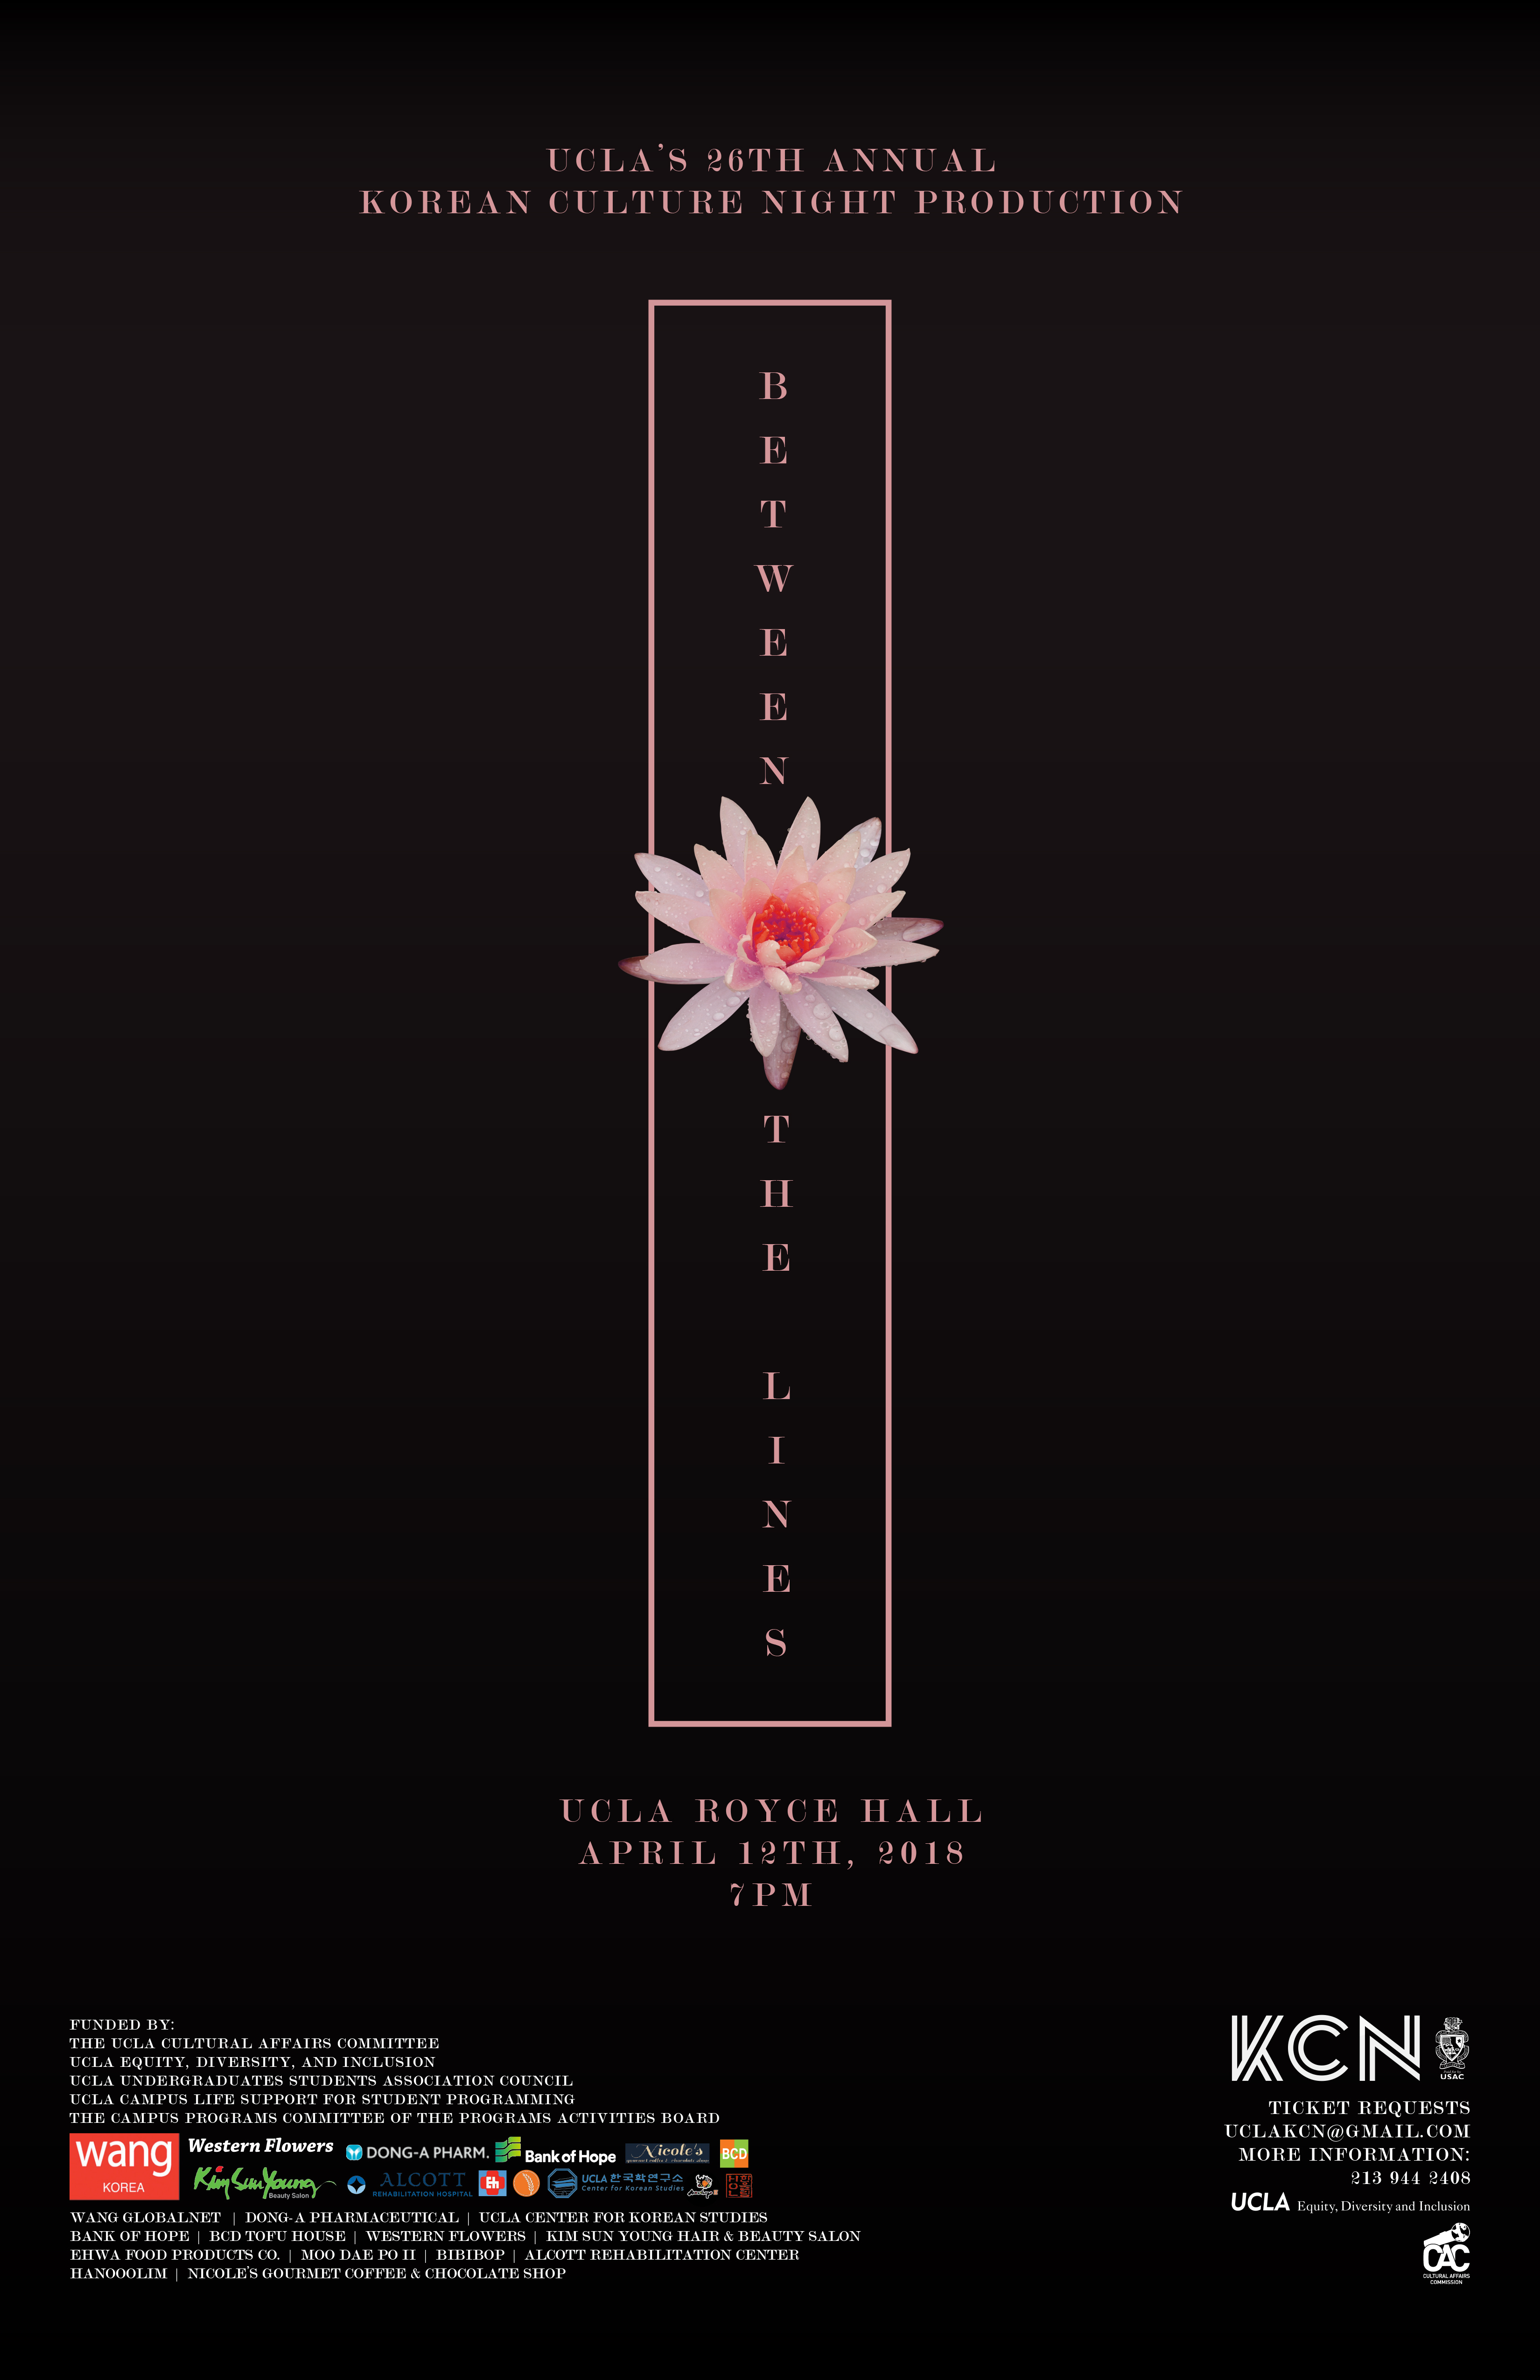 UCLA'S 26TH ANNUAL
KOREAN CULTURE NIGHT PRODUCTION
BETWEEN
THE
LINES
UCLA ROYCE HALL
APRIL 12TH, 2018
7PM
FUNDED BY:
THE UCLA CULTURAL AFFAIRS COMMITTEE
UCLA EQUITY, DIVERSITY, AND INCLUSION
UCLA UNDERGRADUATES STUDENTS ASSOCIATION COUNCIL
UCLA CAMPUS LIFE SUPPORT FOR STUDENT PROGRAMMING
THE CAMPUS PROGRAMS COMMITTEE OF THE PROGRAMS ACTIVITIES BOARD
wang
KOREA
Western Flowers
DONG-A PHARM.
Bank of Hope
Nicole's
BCD
Kim Sun Young
Beauty Salon
ALCOTT
REHABILITATION HOSPITAL
Eh
UCLA 한국학연구소
Center for Korean Studies
WANG GLOBALNET | DONG-A PHARMACEUTICAL | UCLA CENTER FOR KOREAN STUDIES
BANK OF HOPE | BCD TOFU HOUSE | WESTERN FLOWERS | KIM SUN YOUNG HAIR & BEAUTY SALON
EHWA FOOD PRODUCTS CO. | MOO DAE PO II | BIBIBOP | ALCOTT REHABILITATION CENTER
HANOOOLIM | NICOLE'S GOURMET COFFEE & CHOCOLATE SHOP
KCN
USAC
TICKET REQUESTS
UCLAKCN@GMAIL.COM
MORE INFORMATION:
213 944 2408
UCLA Equity, Diversity and Inclusion
CAC
CULTURAL AFFAIRS
COMMISSION